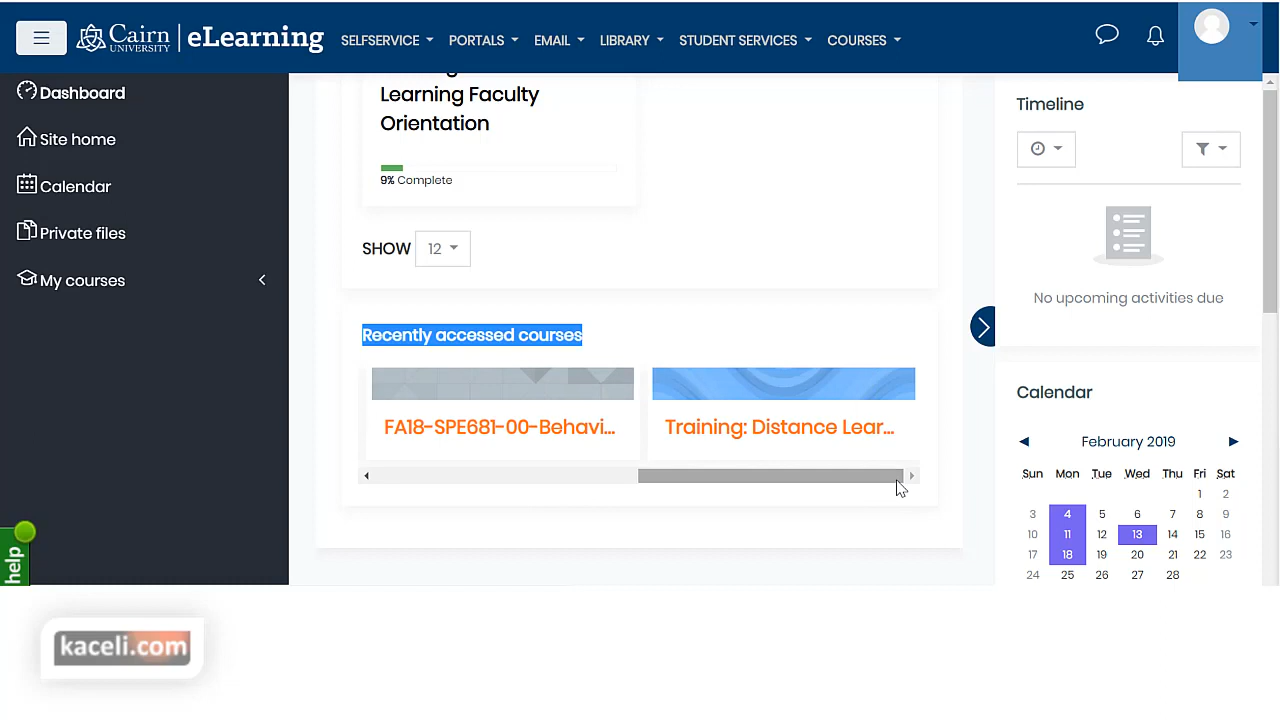 Cairn UNIVERSITY | eLearning
SELFSERVICE PORTALS EMAIL LIBRARY STUDENT SERVICES COURSES
Dashboard
Site home
Calendar
Private files
My courses
help
Learning Faculty
Orientation
9% Complete
SHOW 12
Recently accessed courses
FA18-SPE681-00-Behavi...
Training: Distance Lear...
Timeline
No upcoming activities due
Calendar
February 2019
Sun Mon Tue Wed Thu Fri Sat
1 2
3 4 5 6 7 8 9
10 11 12 13 14 15 16
17 18 19 20 21 22 23
24 25 26 27 28
kaceli.com